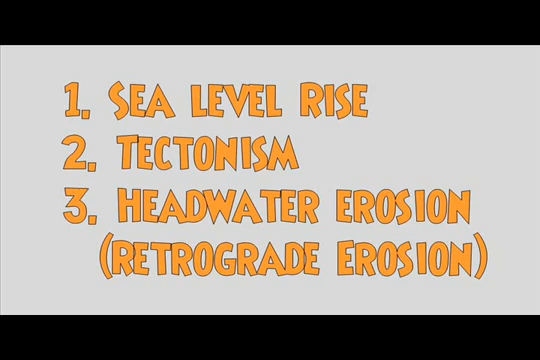 1. Sea level Rise
2. Tectonism
3. Headwater erosion
(Retrograde Erosion)